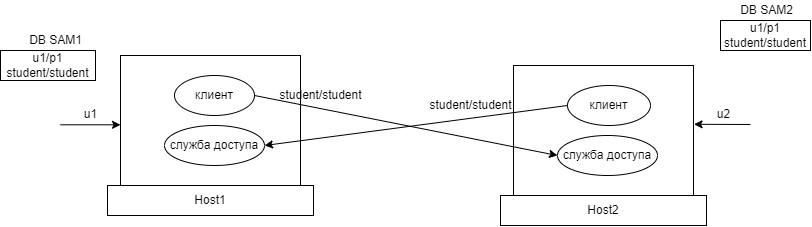 DB SAM2
u1/p1
student/student
DB SAM1
u1/p1
student/student
клиент
student/student
student/student
клиент
u1
u2
служба доступа
служба доступа
Host1
Host2